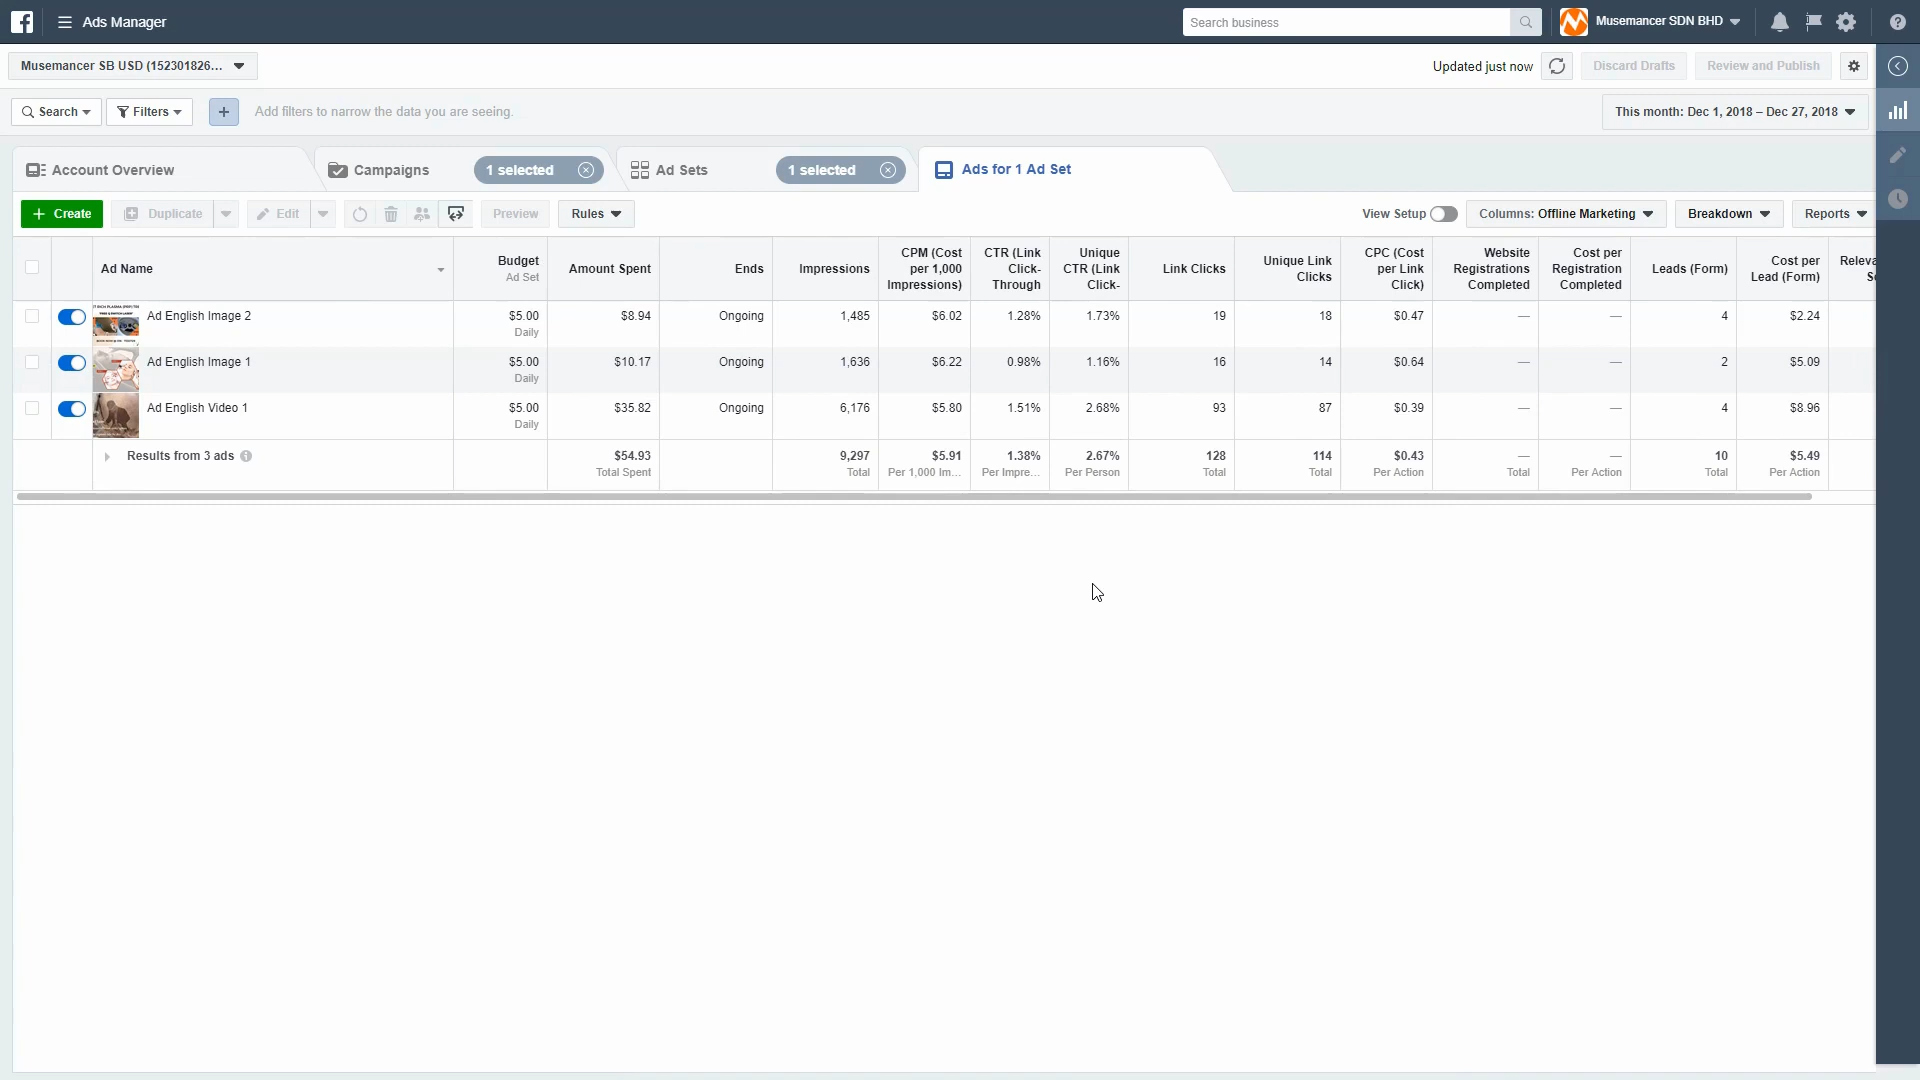 Ads Manager
Search business
Musemancer SDN BHD
Musemancer SB USD (152301826...
Updated just now
Discard Drafts
Review and Publish
Search
Filters
Add filters to narrow the data you are seeing.
This month: Dec 1, 2018 – Dec 27, 2018
Account Overview
Campaigns
1 selected
Ad Sets
1 selected
Ads for 1 Ad Set
+ Create
Duplicate
Edit
Preview
Rules
View Setup
Columns: Offline Marketing
Breakdown
Reports
Ad Name
Budget
Ad Set
Amount Spent
Ends
Impressions
CPM (Cost
per 1,000
Impressions)
CTR (Link
Click-
Through
Unique
CTR (Link
Click-
Link Clicks
Unique Link
Clicks
CPC (Cost
per Link
Click)
Website
Registrations
Completed
Cost per
Registration
Completed
Leads (Form)
Cost per
Lead (Form)
Releva
Ad English Image 2 $5.00 $8.94 Ongoing 1,485 $6.02 1.28% 1.73% 19 18 $0.47 — — 4 $2.24
Daily
Ad English Image 1 $5.00 $10.17 Ongoing 1,636 $6.22 0.98% 1.16% 16 14 $0.64 — — 2 $5.09
Daily
Ad English Video 1 $5.00 $35.82 Ongoing 6,176 $5.80 1.51% 2.68% 93 87 $0.39 — — 4 $8.96
Daily
Results from 3 ads $54.93 9,297 $5.91 1.38% 2.67% 128 114 $0.43 — — 10 $5.49
Total Spent Total Per 1,000 Im... Per Impre... Per Person Total Total Per Action Total Per Action Total Per Action